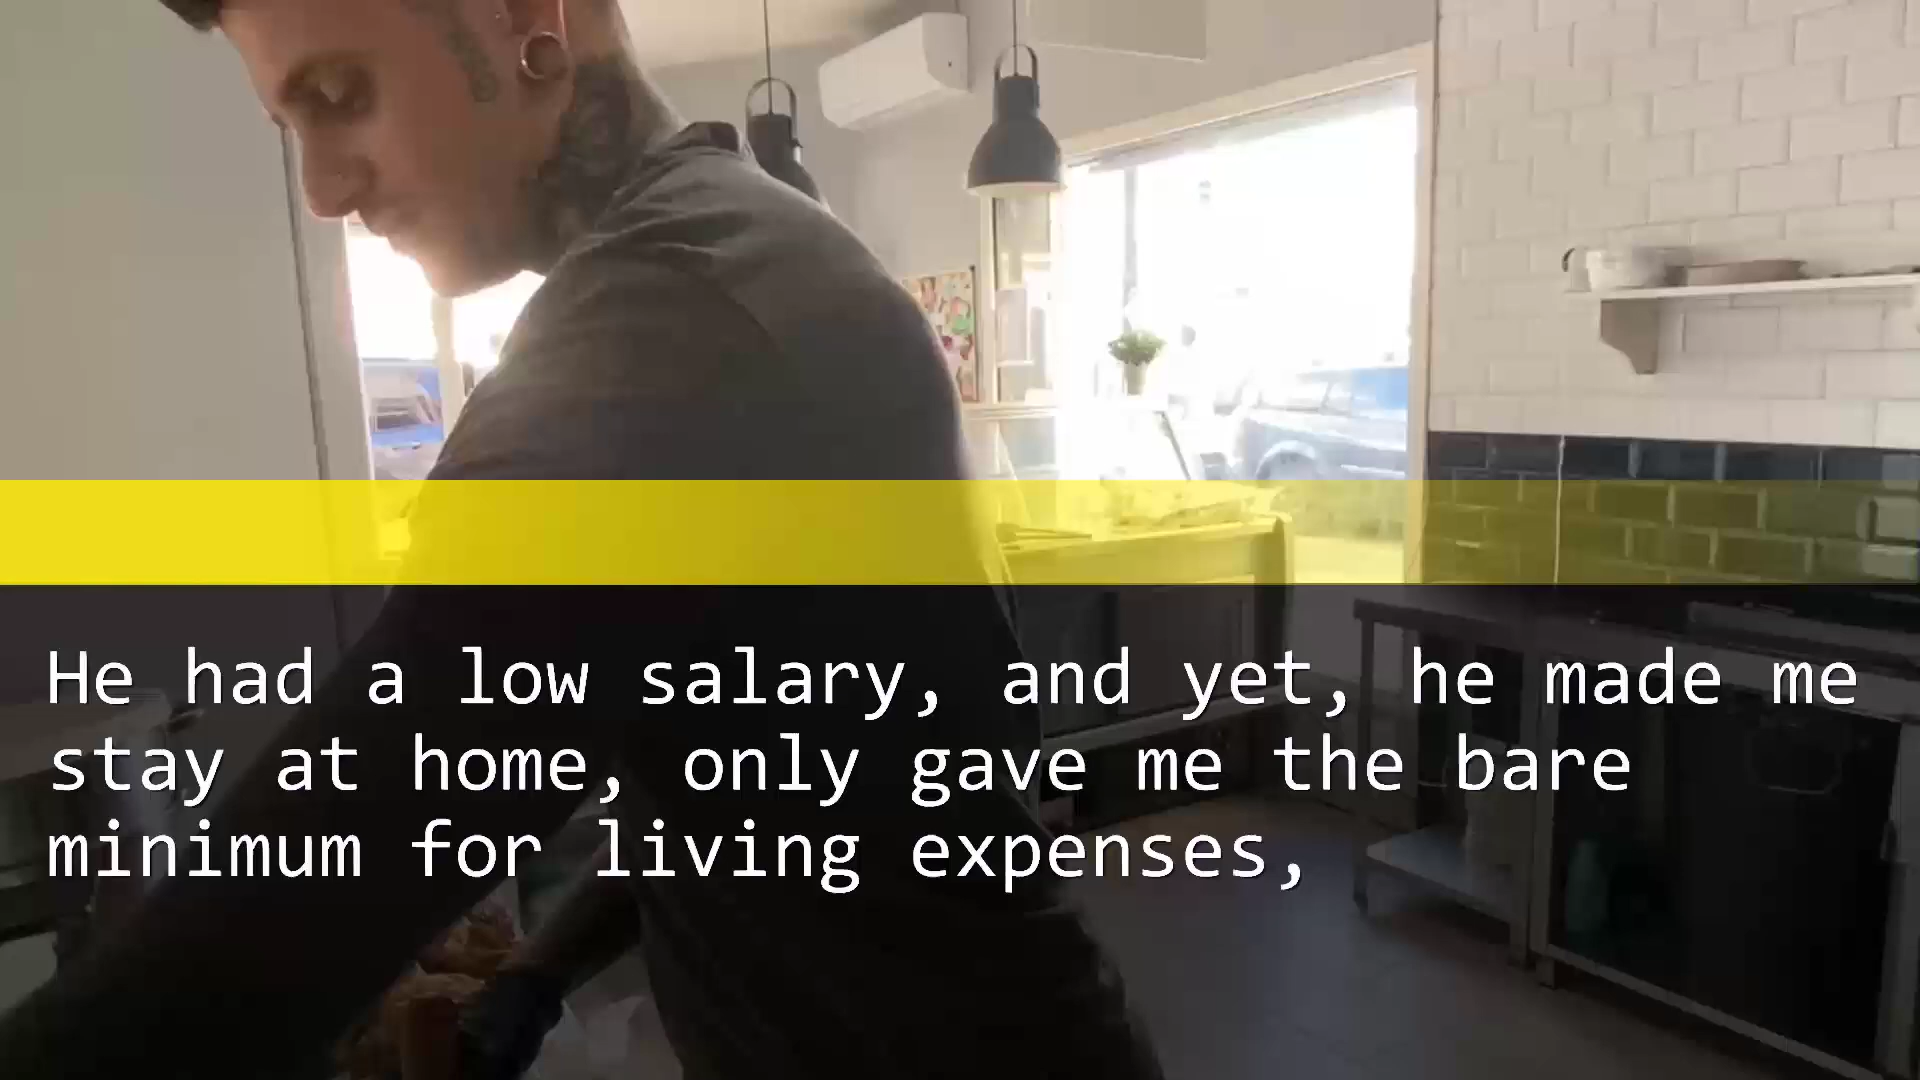 He had a low salary, and yet, he made me
stay at home, only gave me the bare
minimum for living expenses,